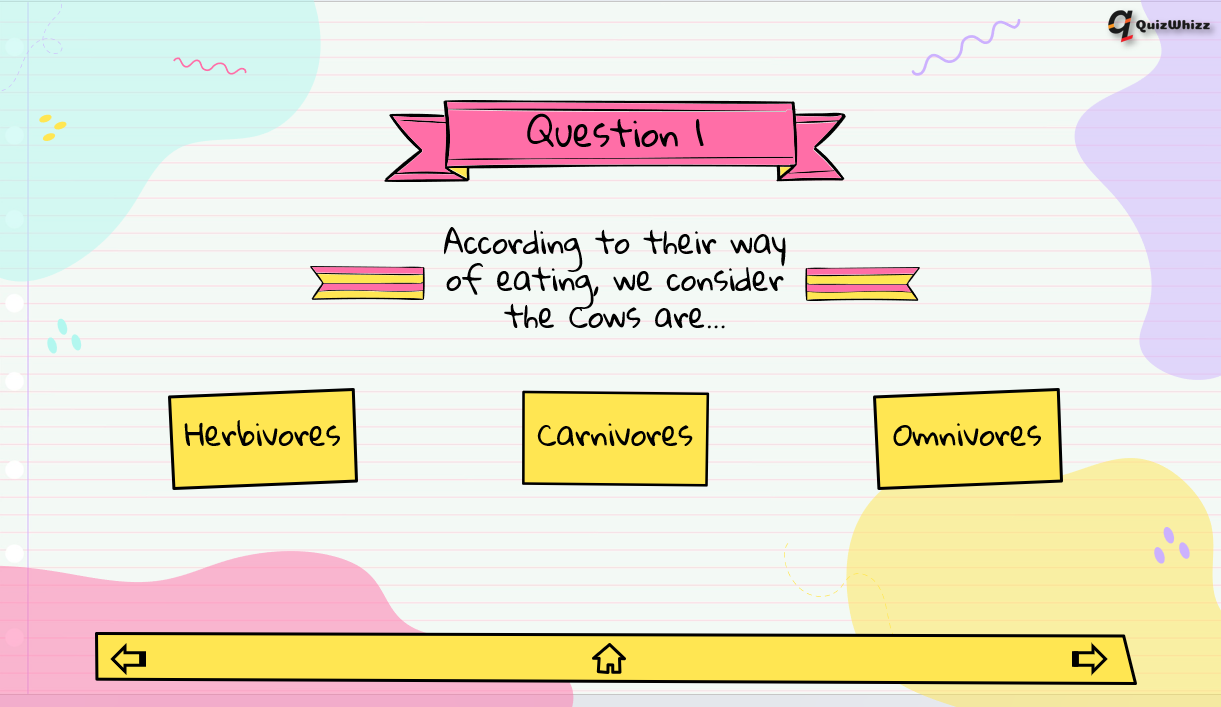 QuizWhizz
Question 1
According to their way
of eating, we consider
the Cows are...
Herbivores
Carnivores
Omnivores